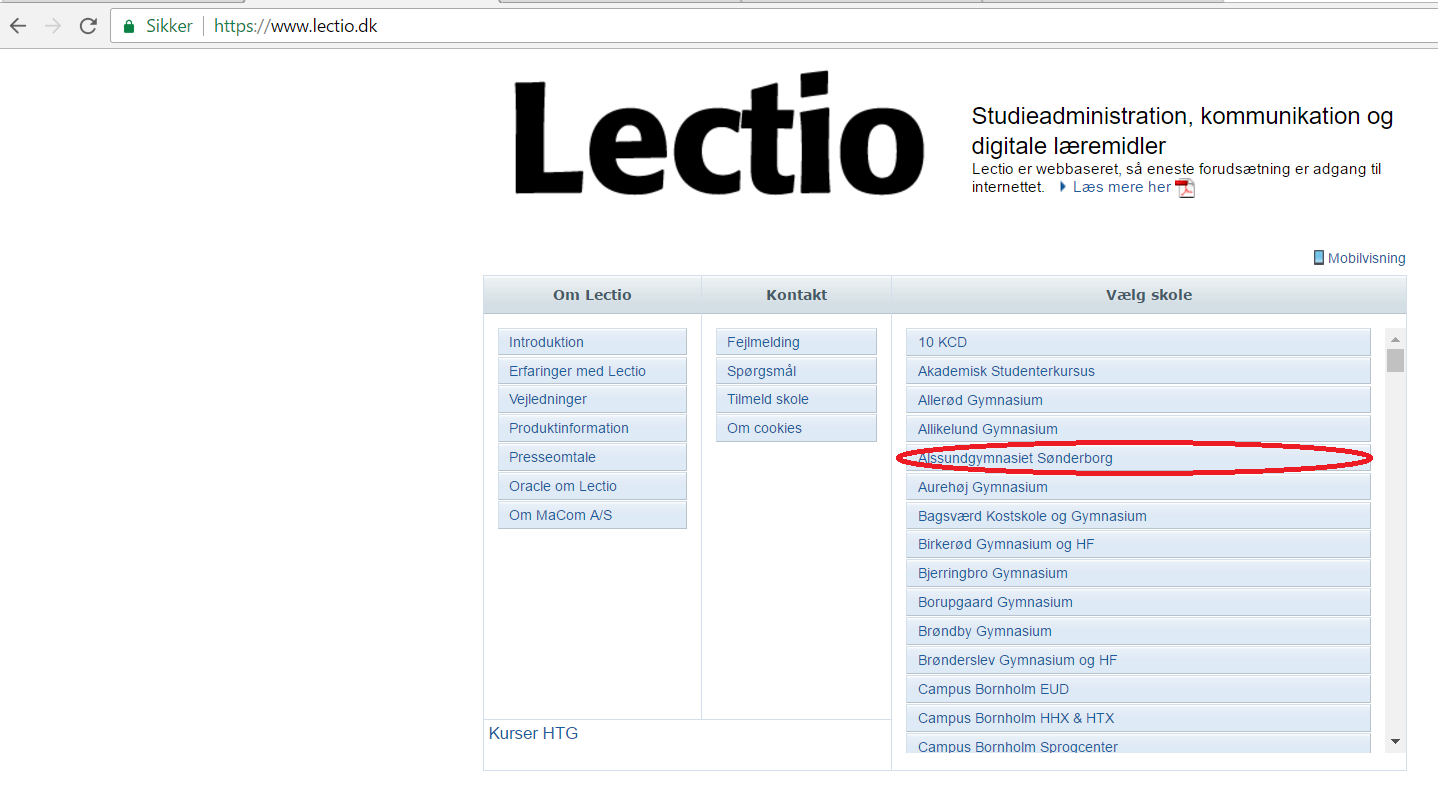 Sikker https://www.lectio.dk
Lectio
Studieadministration, kommunikation og
digitale læremidler
Lectio er webbaseret, så eneste forudsætning er adgang til
internettet. Læs mere her
Mobilvisning
Om Lectio
Introduktion
Erfaringer med Lectio
Vejledninger
Produktinformation
Presseomtale
Oracle om Lectio
Om MaCom A/S
Kontakt
Fejlmelding
Spørgsmål
Tilmeld skole
Om cookies
Vælg skole
10 KCD
Akademisk Studenterkursus
Allerød Gymnasium
Allikelund Gymnasium
Alssundgymnasiet Sønderborg
Aurehøj Gymnasium
Bagsværd Kostskole og Gymnasium
Birkerød Gymnasium og HF
Bjerringbro Gymnasium
Borupgaard Gymnasium
Brøndby Gymnasium
Brønderslev Gymnasium og HF
Campus Bornholm EUD
Campus Bornholm HHX & HTX
Campus Bornholm Sprogcenter
Kurser HTG